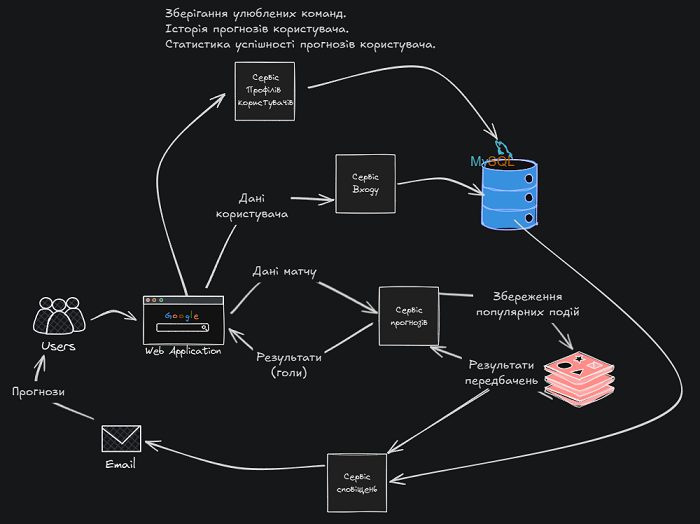 Зберігання улюблених команд.
Історія прогнозів користувача.
Статистика успішності прогнозів користувача.
Сервіс
Профілів
користувачів
MySQL
Сервіс
Входу
Дані
користувача
Дані матчу
Збереження
популярних подій
Google
Сервіс
прогнозів
Users
Web Application
Результати
(голи)
Результати
передбачень
Прогнози
Email
Сервіс
сповіщень